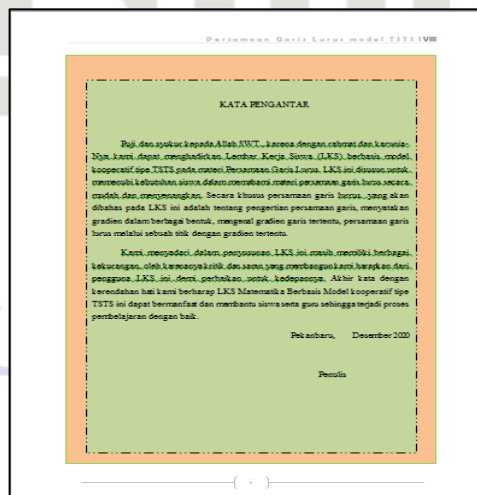 Persamaan Garis Lurus model TSTS | VIII
KATA PENGANTAR
Puji dan syukur kepada Allah SWT., karena dengan rahmat dan karunia-
Nya kami dapat menghadirkan Lembar Kerja Siswa (LKS) berbasis model
kooperatif tipe TSTS pada materi Persamaan Garis Lurus. LKS ini disusun untuk
memenuhi kebutuhan siswa dalam memahami materi persamaan garis lurus secara
mudah dan menyenangkan. Secara khusus persamaan garis lurus yang akan
dibahas pada LKS ini adalah tentang pengertian persamaan garis, menyatakan
gradien dalam berbagai bentuk, mengenal gradien garis tertentu, persamaan garis
lurus melalui sebuah titik dengan gradien tertentu.
Kami menyadari dalam penyusunan LKS ini masih memiliki berbagai
kekurangan, oleh karenanya kritik dan saran yang membangun kami harapkan dari
pengguna LKS ini demi perbaikan untuk kedepannya. Akhir kata dengan
kerendahan hati kami berharap LKS Matematika Berbasis Model kooperatif tipe
TSTS ini dapat bermanfaat dan membantu siswa serta guru sehingga terjadi proses
pembelajaran dengan baik.
Pekanbaru, Desember 2020
Penulis
i